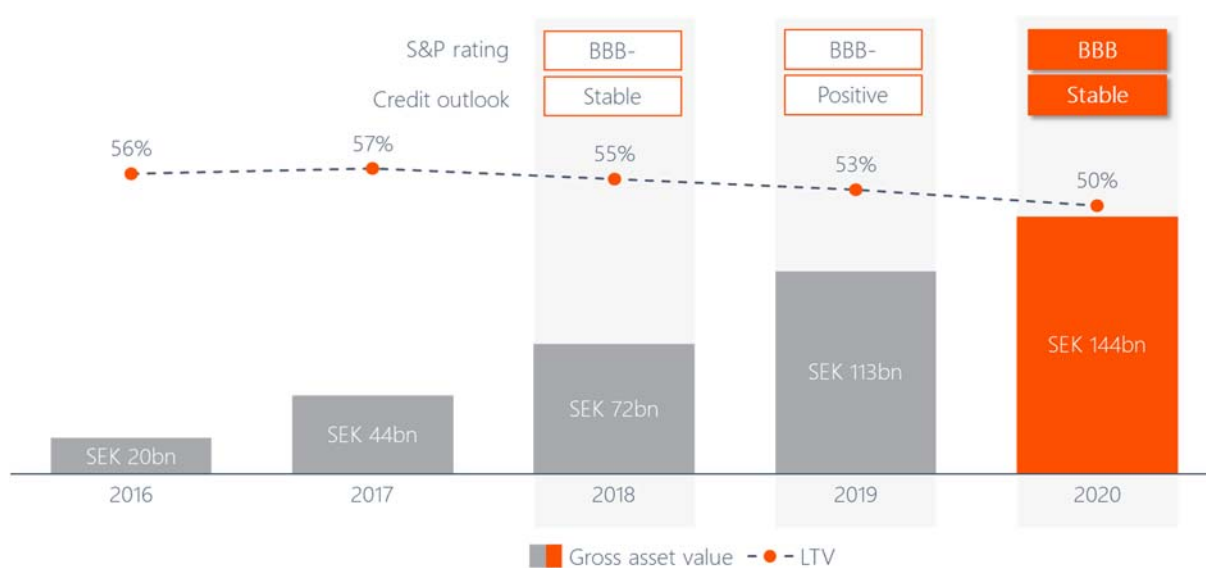 S&P rating BBB- BBB- BBB
Credit outlook Stable Positive Stable
56% 57% 55% 53% 50%
SEK 20bn SEK 44bn SEK 72bn SEK 113bn SEK 144bn
2016 2017 2018 2019 2020
Gross asset value LTV